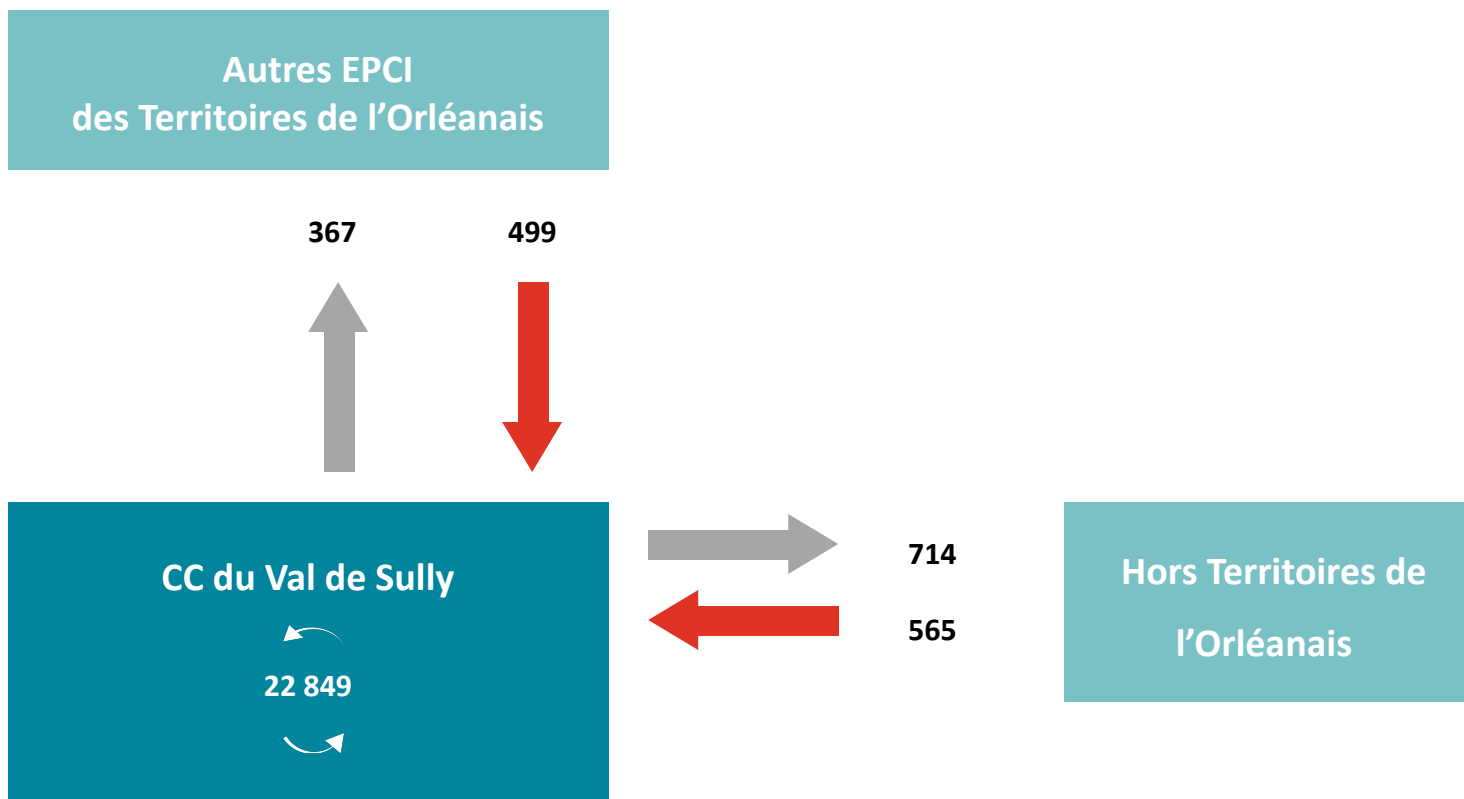 Autres EPCI
des Territoires de l’Orléanais
367 499
CC du Val de Sully
22 849
714
565
Hors Territoires de
l’Orléanais